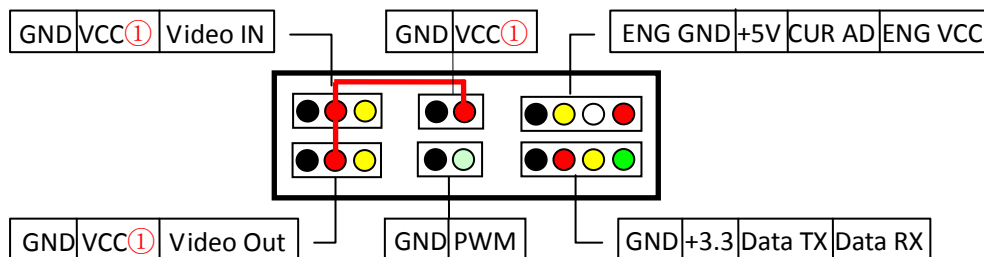 GND VCC① Video IN
GND VCC①
ENG GND +5V CUR AD ENG VCC
GND VCC① Video Out
GND PWM
GND +3.3 Data TX Data RX